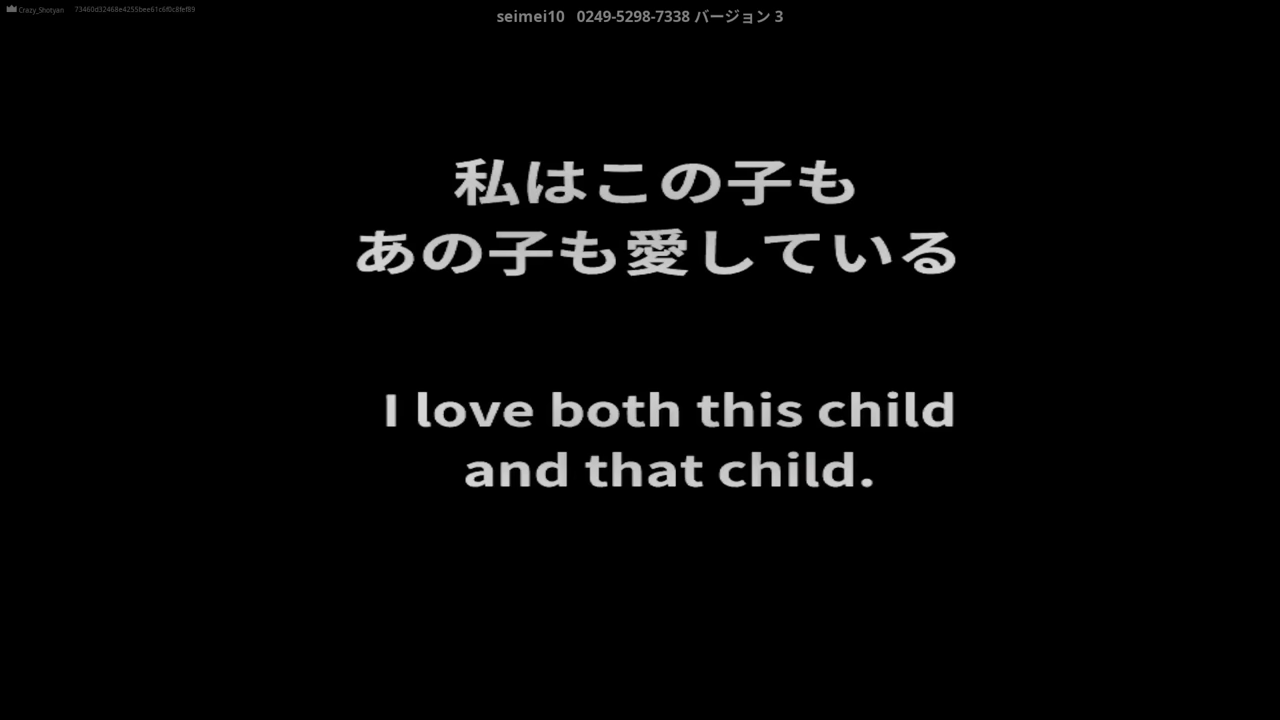 Crazy_Shotyan
seimei10 0249-5298-7338 バージョン 3
私はこの子も
あの子も愛している
I love both this child
and that child.